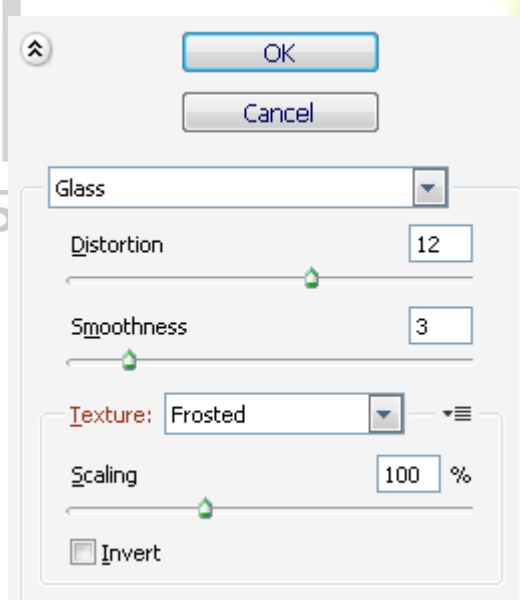 OK
Cancel
Glass
Distortion 12
Smoothness 3
Texture: Frosted
Scaling 100 %
Invert